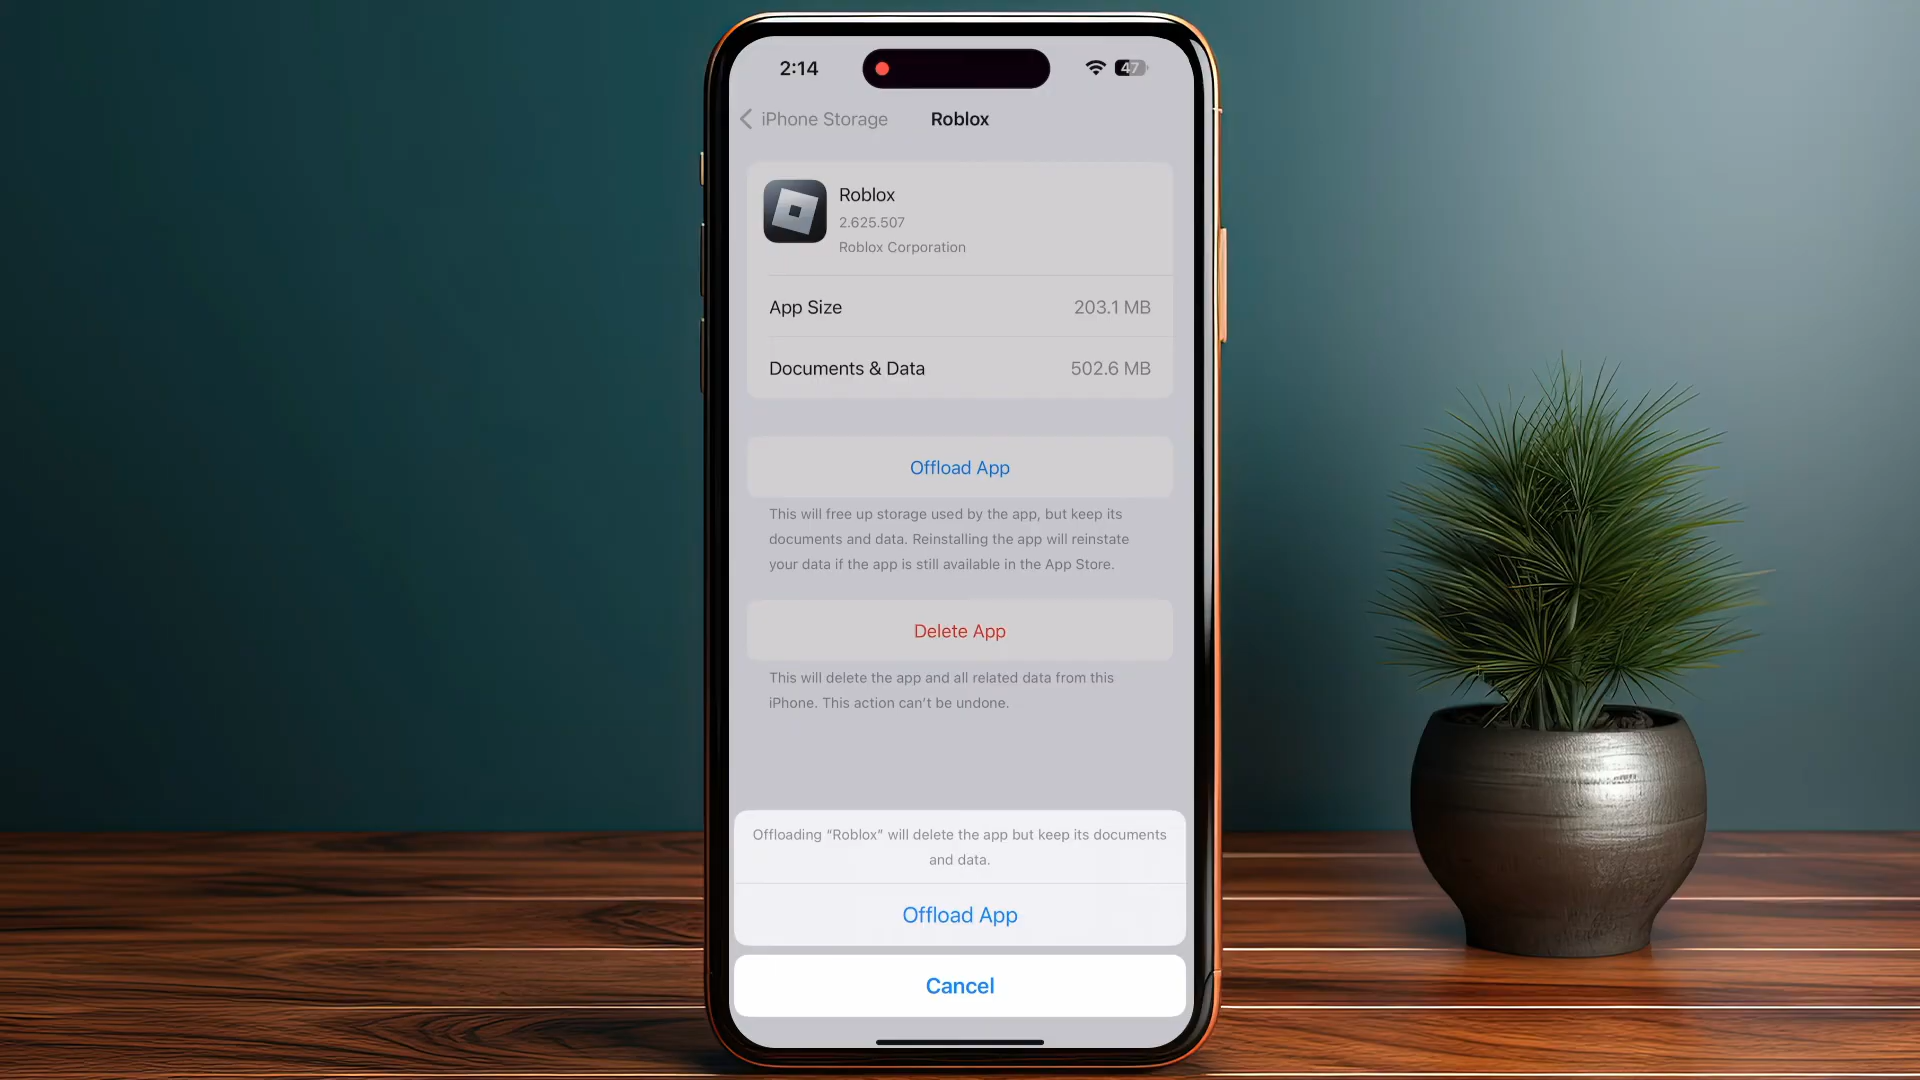 2:14
47
iPhone Storage
Roblox
Roblox
2.625.507
Roblox Corporation
App Size
203.1 MB
Documents & Data
502.6 MB
Offload App
This will free up storage used by the app, but keep its
documents and data. Reinstalling the app will reinstate
your data if the app is still available in the App Store.
Delete App
This will delete the app and all related data from this
iPhone. This action can't be undone.
Offloading “Roblox” will delete the app but keep its documents
and data.
Offload App
Cancel